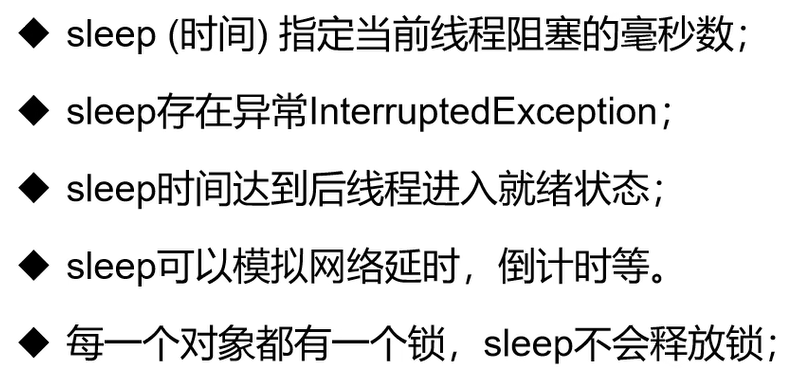 ◆ sleep (时间) 指定当前线程阻塞的毫秒数；
◆ sleep存在异常InterruptedException；
◆ sleep时间达到后线程进入就绪状态；
◆ sleep可以模拟网络延时，倒计时等。
◆ 每一个对象都有一个锁，sleep不会释放锁；